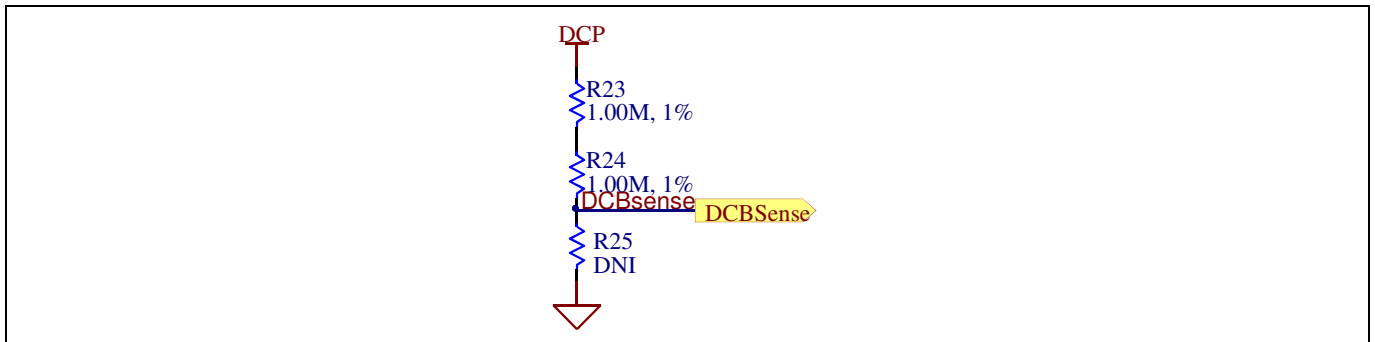 DCP
R23
1.00M, 1%
R24
1.00M, 1%
DCBsense
DCBSense
R25
DNI